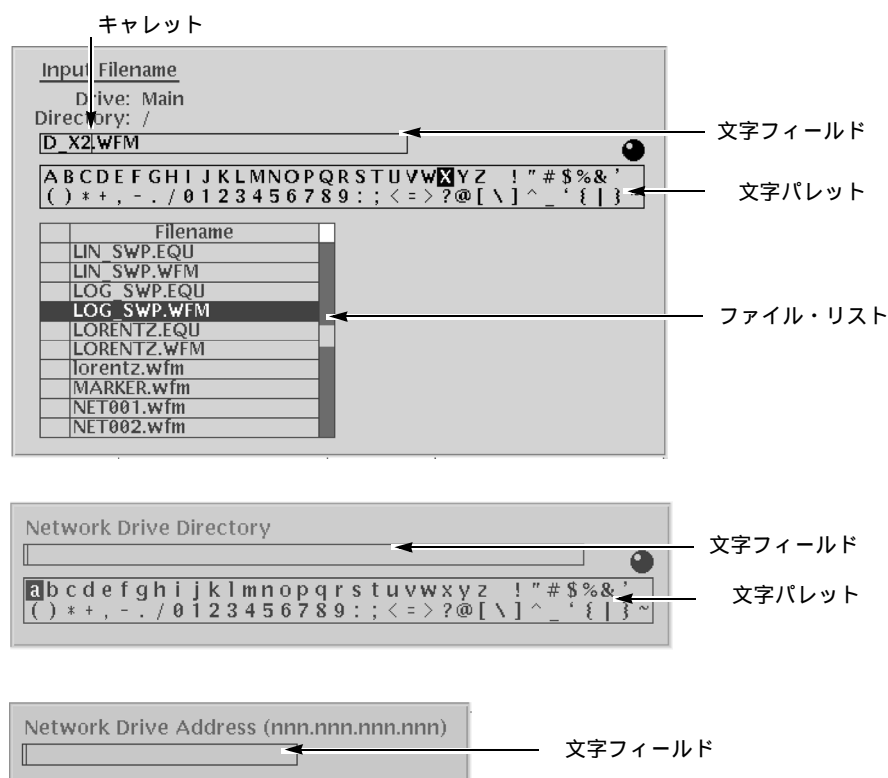 キャレット
Input Filename
Drive: Main
Directory: /
D_X2.WFM
文字フィールド
ABCDEFGHIJKLMNOPQRSTUVWXYZ !"#$%&'
()*+,-./0123456789:;<=>?@[\]^_‘{|}~
文字パレット
Filename
LIN_SWP.EQU
LIN_SWP.WFM
LOG_SWP.EQU
LOG_SWP.WFM
ファイル・リスト
LORENTZ.EQU
LORENTZ.WFM
lorentz.wfm
MARKER.wfm
NET001.wfm
NET002.wfm
Network Drive Directory
文字フィールド
abcdefghijklmnopqrstuvwxyz !"#$%&'
()*+,-./0123456789:;<=>?@[\]^_‘{|}~
文字パレット
Network Drive Address (nnn.nnn.nnn.nnn)
文字フィールド